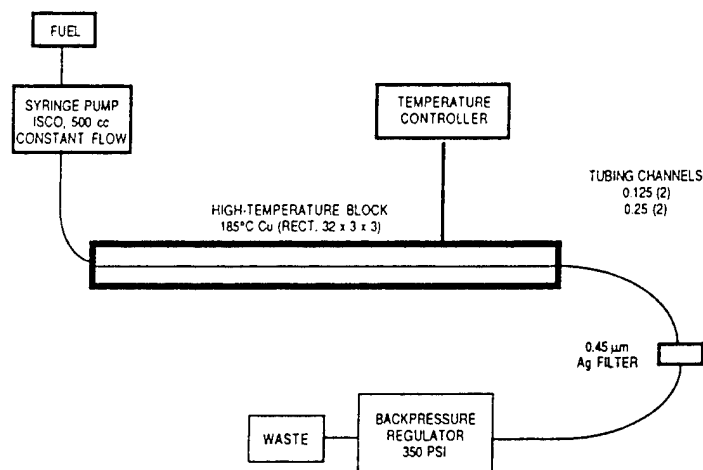 FUEL
SYRINGE PUMP
ISCO, 500 cc
CONSTANT FLOW
TEMPERATURE
CONTROLLER
TUBING CHANNELS
0.125 (2)
0.25 (2)
HIGH-TEMPERATURE BLOCK
185°C Cu (RECT. 32 x 3 x 3)
0.45 µm
Ag FILTER
WASTE
BACKPRESSURE
REGULATOR
350 PSI